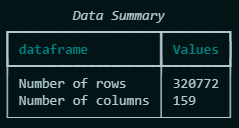 Data Summary
dataframe Values
Number of rows 320772
Number of columns 159